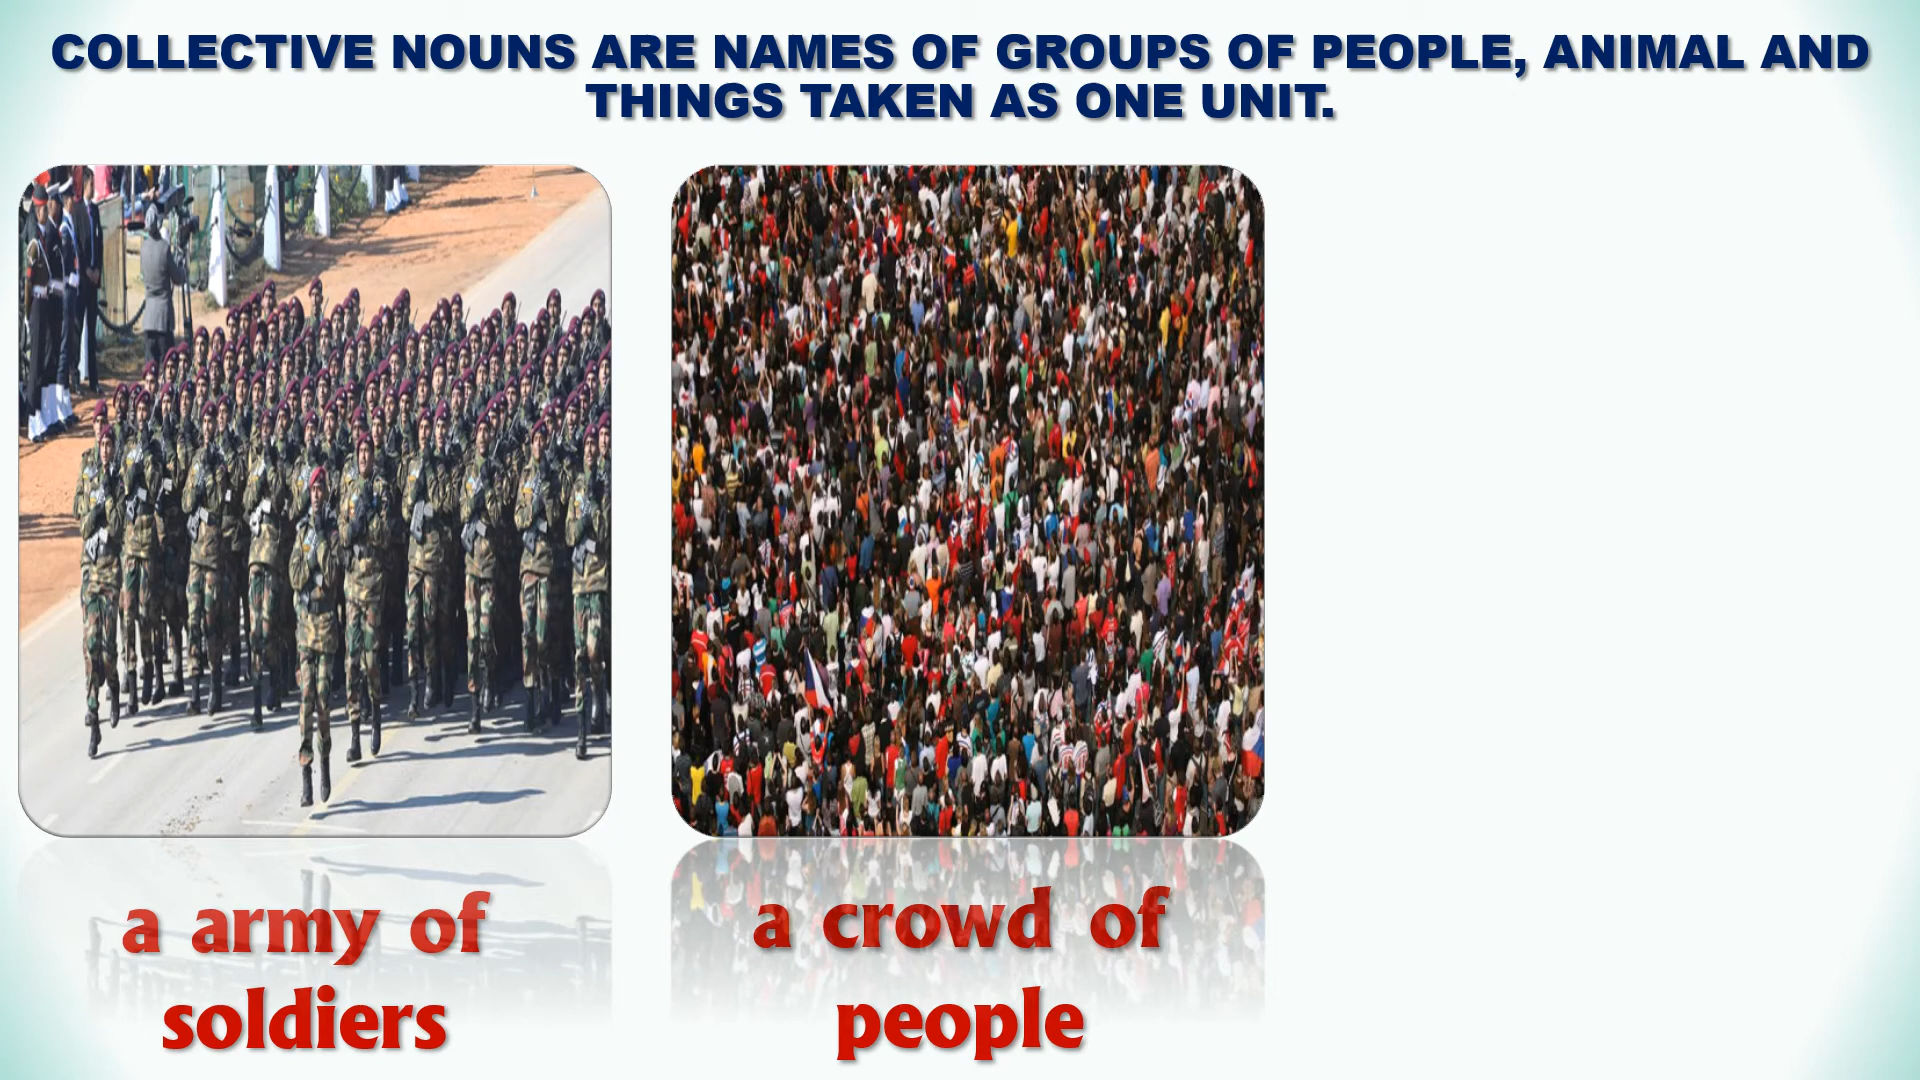 COLLECTIVE NOUNS ARE NAMES OF GROUPS OF PEOPLE, ANIMAL AND
THINGS TAKEN AS ONE UNIT.
a army of
soldiers
a crowd of
people